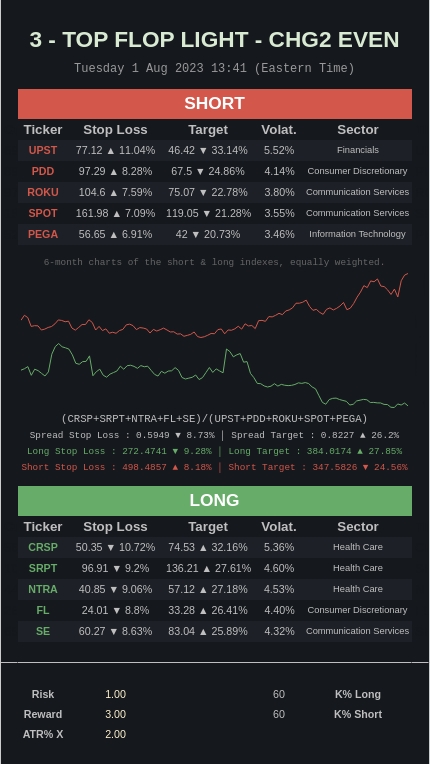 3 - TOP FLOP LIGHT - CHG2 EVEN
Tuesday 1 Aug 2023 13:41 (Eastern Time)
SHORT
Ticker Stop Loss Target Volat. Sector
UPST 77.12 ▲ 11.04% 46.42 ▼ 33.14% 5.52% Financials
PDD 97.29 ▲ 8.28% 67.5 ▼ 24.86% 4.14% Consumer Discretionary
ROKU 104.6 ▲ 7.59% 75.07 ▼ 22.78% 3.80% Communication Services
SPOT 161.98 ▲ 7.09% 119.05 ▼ 21.28% 3.55% Communication Services
PEGA 56.65 ▲ 6.91% 42 ▼ 20.73% 3.46% Information Technology
6-month charts of the short & long indexes, equally weighted.
(CRSP+SRPT+NTRA+FL+SE)/(UPST+PDD+ROKU+SPOT+PEGA)
Spread Stop Loss : 0.5949 ▼ 8.73% | Spread Target : 0.8227 ▲ 26.2%
Long Stop Loss : 272.4741 ▼ 9.28% | Long Target : 384.0174 ▲ 27.85%
Short Stop Loss : 498.4857 ▲ 8.18% | Short Target : 347.5826 ▼ 24.56%
LONG
Ticker Stop Loss Target Volat. Sector
CRSP 50.35 ▼ 10.72% 74.53 ▲ 32.16% 5.36% Health Care
SRPT 96.91 ▼ 9.2% 136.21 ▲ 27.61% 4.60% Health Care
NTRA 40.85 ▼ 9.06% 57.12 ▲ 27.18% 4.53% Health Care
FL 24.01 ▼ 8.8% 33.28 ▲ 26.41% 4.40% Consumer Discretionary
SE 60.27 ▼ 8.63% 83.04 ▲ 25.89% 4.32% Communication Services
Risk 1.00 60 K% Long
Reward 3.00 60 K% Short
ATR% X 2.00